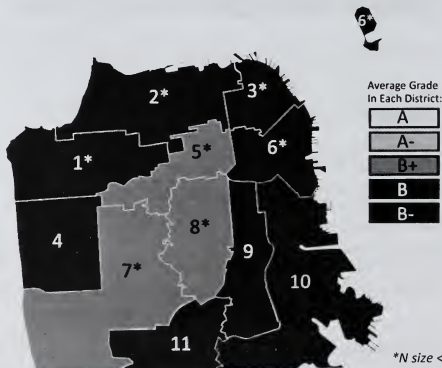 6*
2*
3*
Average Grade
In Each District:
A
A-
B+
B
B-
5*
6*
1*
4
8*
9
7*
10
11
*N size <